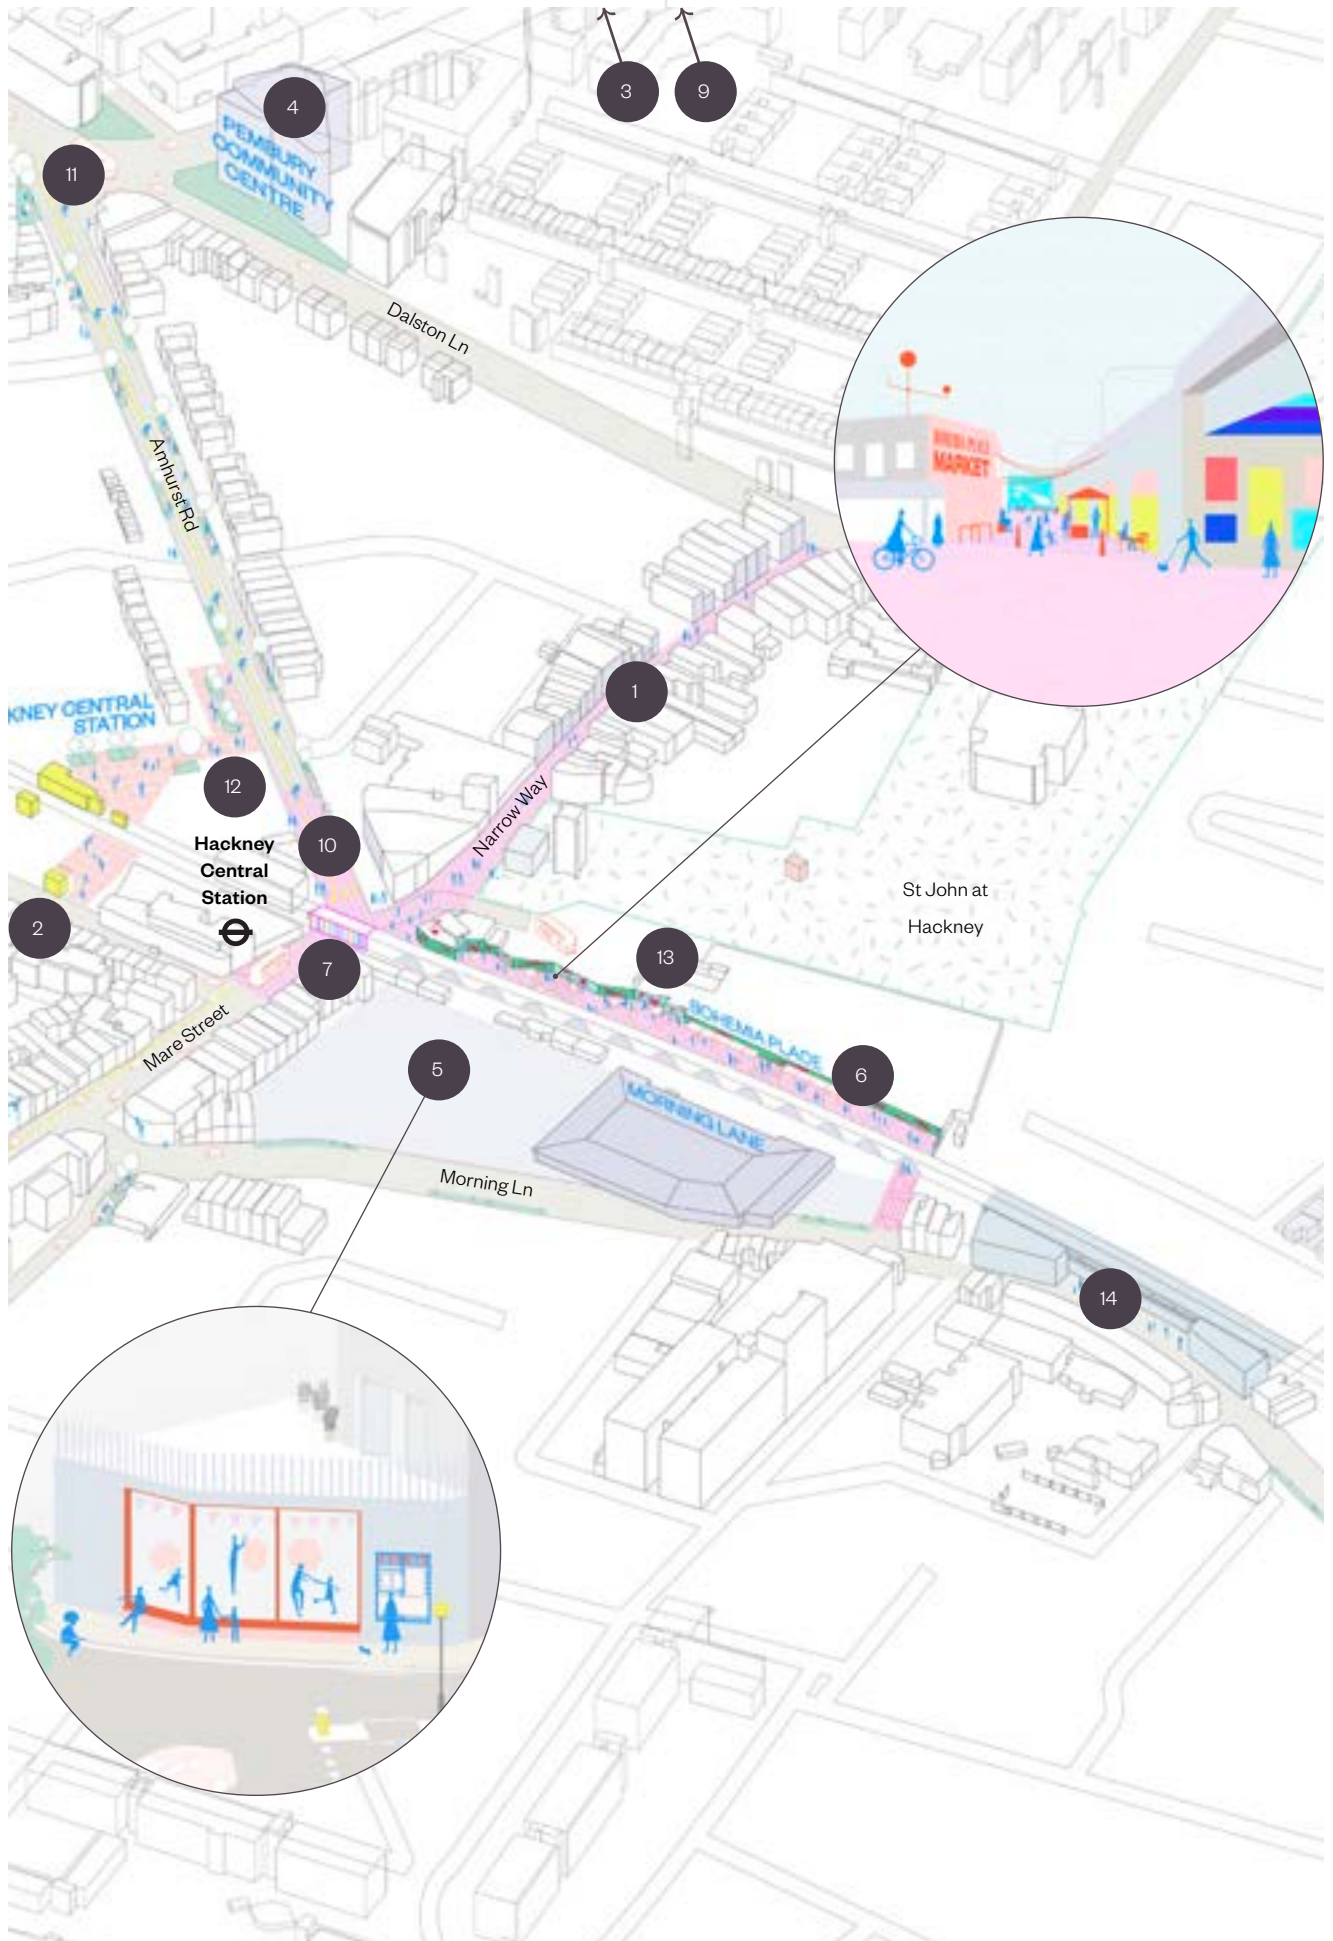 3
9
4
PEMBURY
COMMUNITY
CENTRE
11
Dalston Ln
Amhurst Rd
PLACE
MARKET
1
KNEY CENTRAL
STATION
12
Narrow Way
Hackney
Central
Station
10
St John at
Hackney
2
7
13
Mare Street
BOHEMIA PLACE
5
6
MORNING LANE
Morning Ln
14